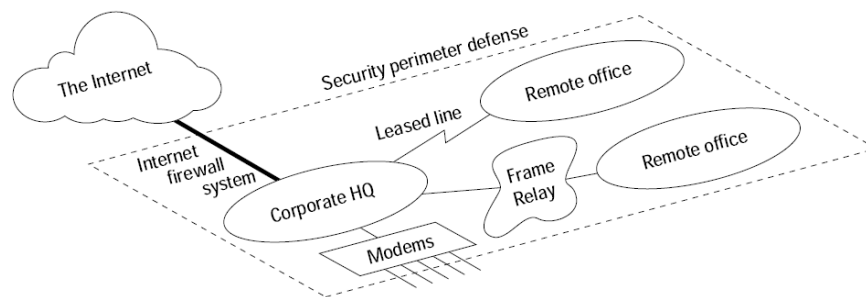 The Internet
Security perimeter defense
Remote office
Leased line
Remote office
Internet
firewall
system
Frame
Relay
Corporate HQ
Modems